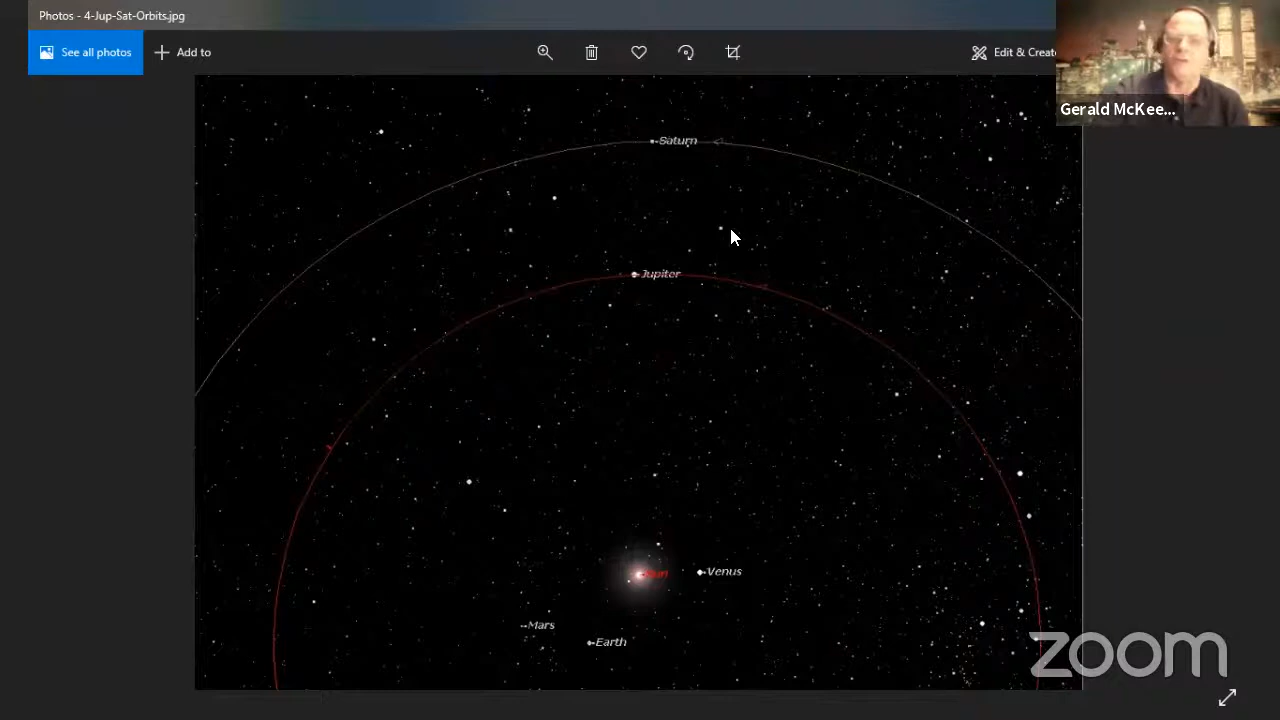 Photos - 4-Jup-Sat-Orbits.jpg
See all photos
Add to
Edit & Create
Gerald McKee...
Saturn
Jupiter
Sun
Venus
Mars
Earth
zoom